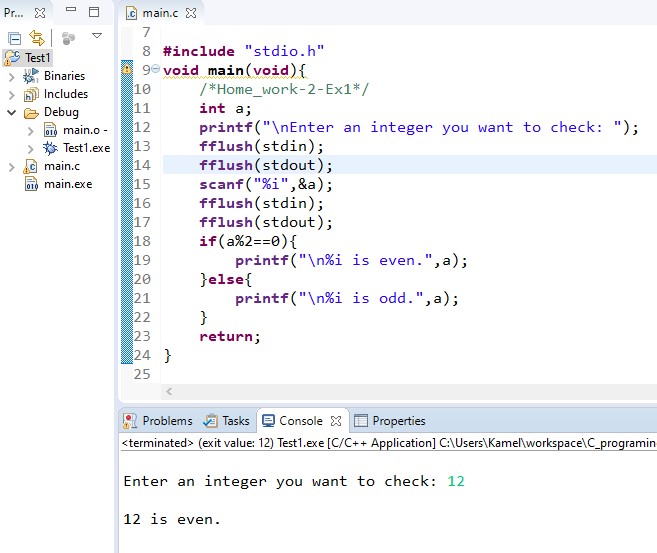 Pr...
Test1
Binaries
Includes
Debug
main.o -
Test1.exe
main.c
main.exe
main.c
7
8 #include "stdio.h"
9 void main(void){
10 /*Home_work-2-Ex1*/
11 int a;
12 printf("\nEnter an integer you want to check: ");
13 fflush(stdin);
14 fflush(stdout);
15 scanf("%i",&a);
16 fflush(stdin);
17 fflush(stdout);
18 if(a%2==0){
19 printf("\n%i is even.",a);
20 }else{
21 printf("\n%i is odd.",a);
22 }
23 return;
24 }
25
Problems Tasks Console Properties
<terminated> (exit value: 12) Test1.exe [C/C++ Application] C:\Users\Kamel\workspace\C_programin
Enter an integer you want to check: 12
12 is even.